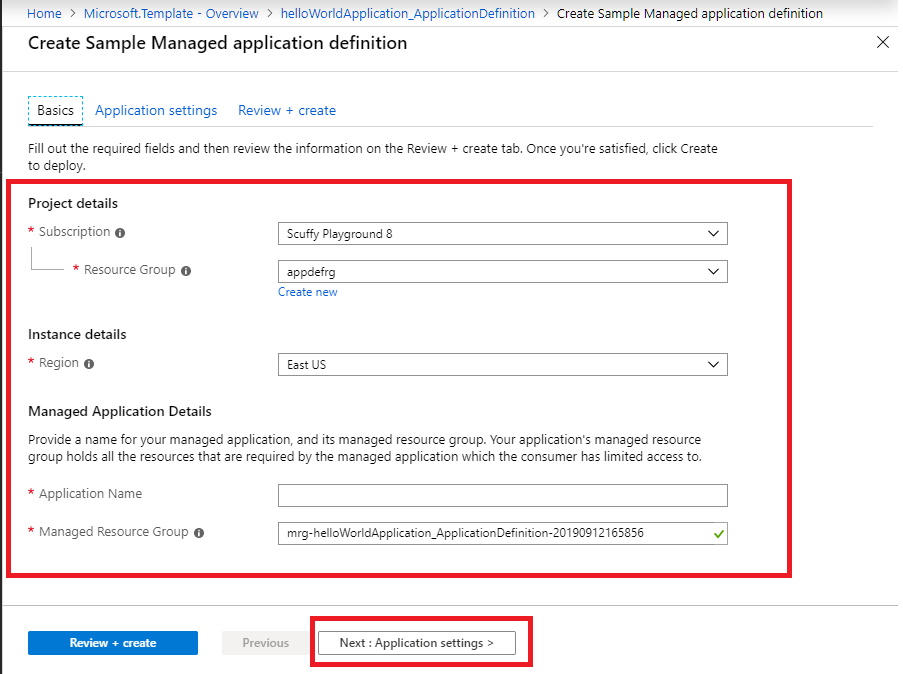 Home > Microsoft.Template - Overview > helloWorldApplication_ApplicationDefinition > Create Sample Managed application definition
Create Sample Managed application definition
Basics Application settings Review + create
Fill out the required fields and then review the information on the Review + create tab. Once you're satisfied, click Create
to deploy.
Project details
* Subscription
Scuffy Playground 8
* Resource Group
appdefrg
Create new
Instance details
* Region
East US
Managed Application Details
Provide a name for your managed application, and its managed resource group. Your application's managed resource
group holds all the resources that are required by the managed application which the consumer has limited access to.
* Application Name
* Managed Resource Group
mrg-helloWorldApplication_ApplicationDefinition-20190912165856
Review + create Previous Next : Application settings >